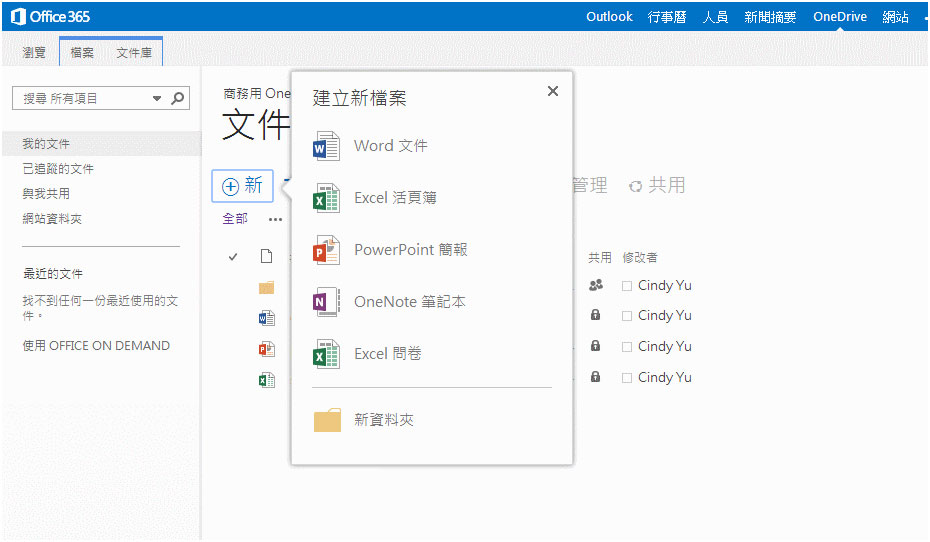 Office 365
Outlook 行事曆 人員 新聞摘要 OneDrive 網站
瀏覽 檔案 文件庫
搜尋 所有項目
我的文件
已追蹤的文件
與我共用
網站資料夾
最近的文件
找不到任何一份最近使用的文
件。
使用 OFFICE ON DEMAND
商務用 One
文件
新
管理 共用
全部 •••
建立新檔案
Word 文件
Excel 活頁簿
PowerPoint 簡報
OneNote 筆記本
Excel 問卷
新資料夾
共用 修改者
Cindy Yu
Cindy Yu
Cindy Yu
Cindy Yu